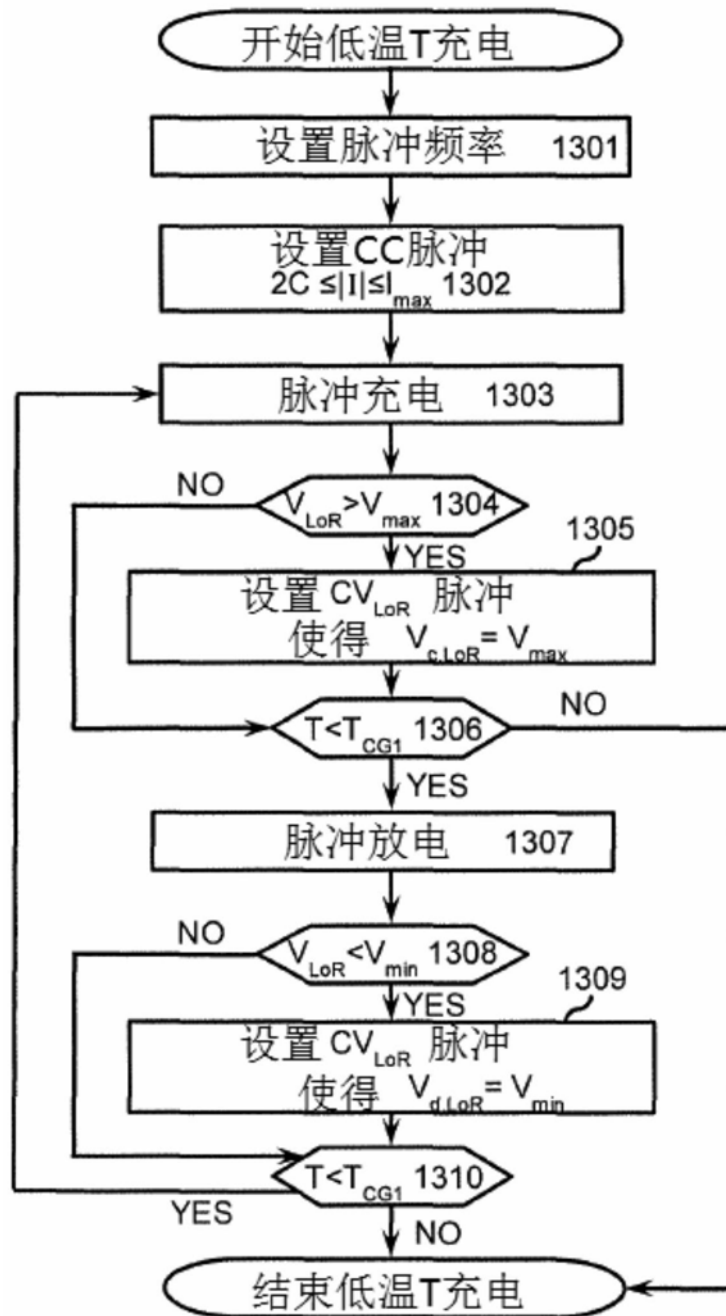 开始低温T充电
设置脉冲频率 1301
设置CC脉冲
2C ≤|I|≤I_max 1302
脉冲充电 1303
NO
V_LoR>V_max 1304
YES
1305
设置 CV_LoR 脉冲
使得 V_c,LoR = V_max
T<T_CG1 1306
NO
YES
脉冲放电 1307
NO
V_LoR<V_min 1308
YES
1309
设置 CV_LoR 脉冲
使得 V_d,LoR = V_min
T<T_CG1 1310
YES
NO
结束低温T充电